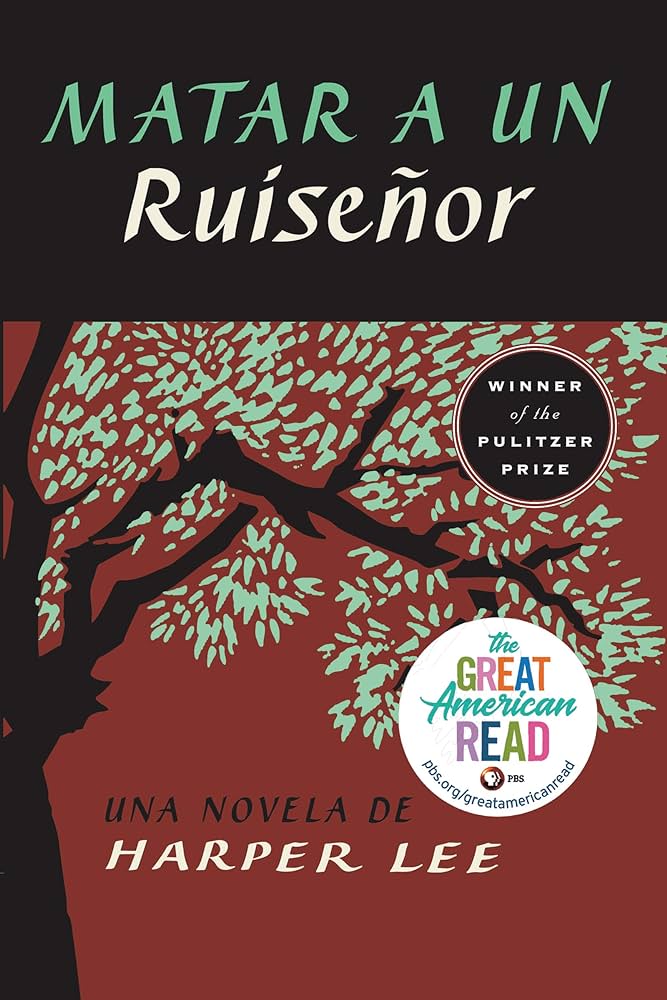 MATAR A UN
Ruiseñor
WINNER
of the
PULITZER
PRIZE
the
GREAT
American
READ
PBS
pbs.org/greatamericanread
UNA NOVELA DE
HARPER LEE